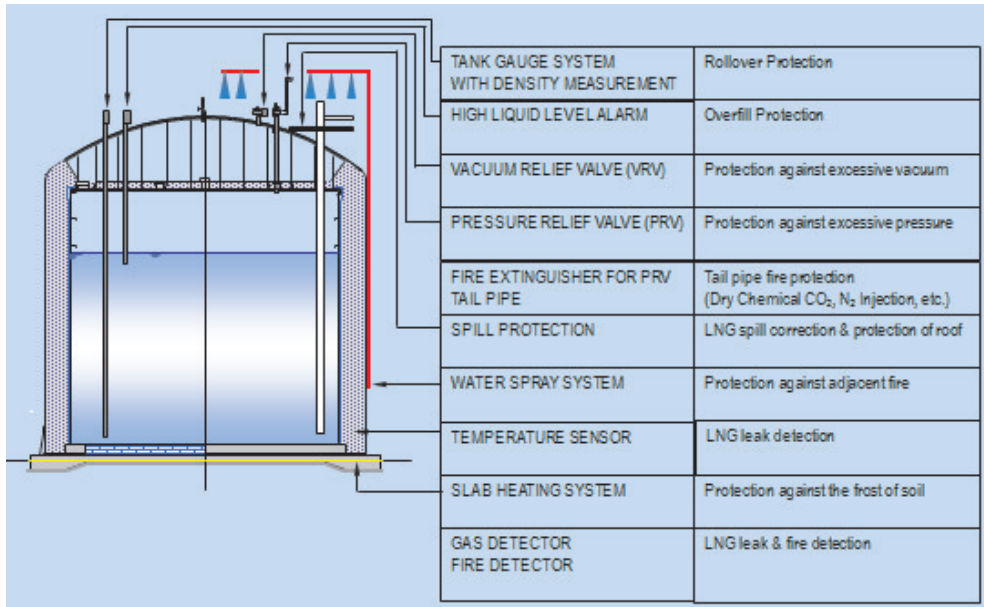 TANK GAUGE SYSTEM
WITH DENSITY MEASUREMENT
Rollover Protection
HIGH LIQUID LEVEL ALARM
Overfill Protection
VACUUM RELIEF VALVE (VRV)
Protection against excessive vacuum
PRESSURE RELIEF VALVE (PRV)
Protection against excessive pressure
FIRE EXTINGUISHER FOR PRV
TAIL PIPE
Tail pipe fire protection
(Dry Chemical CO₂, N₂ Injection, etc.)
SPILL PROTECTION
LNG spill correction & protection of roof
WATER SPRAY SYSTEM
Protection against adjacent fire
TEMPERATURE SENSOR
LNG leak detection
SLAB HEATING SYSTEM
Protection against the frost of soil
GAS DETECTOR
FIRE DETECTOR
LNG leak & fire detection